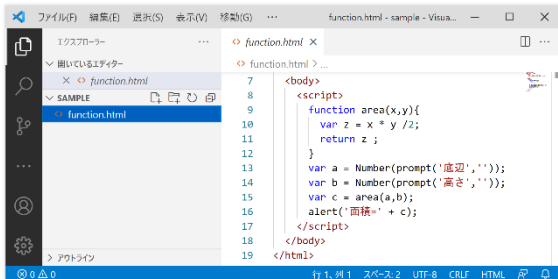 ファイル(F) 編集(E) 選択(S) 表示(V) 移動(G) ··· function.html - sample - Visua...
エクスプローラー ···
開いているエディター
× <> function.html
SAMPLE
<> function.html
アウトライン
<> function.html ×
<> function.html > ...
7 <body>
8 <script>
9 function area(x,y){
10 var z = x * y /2;
11 return z ;
12 }
13 var a = Number(prompt('底辺',''));
14 var b = Number(prompt('高さ',''));
15 var c = area(a,b);
16 alert('面積=' + c);
17 </script>
18 </body>
19 </html>
0 0 行 1、列 1 スペース: 2 UTF-8 CRLF HTML